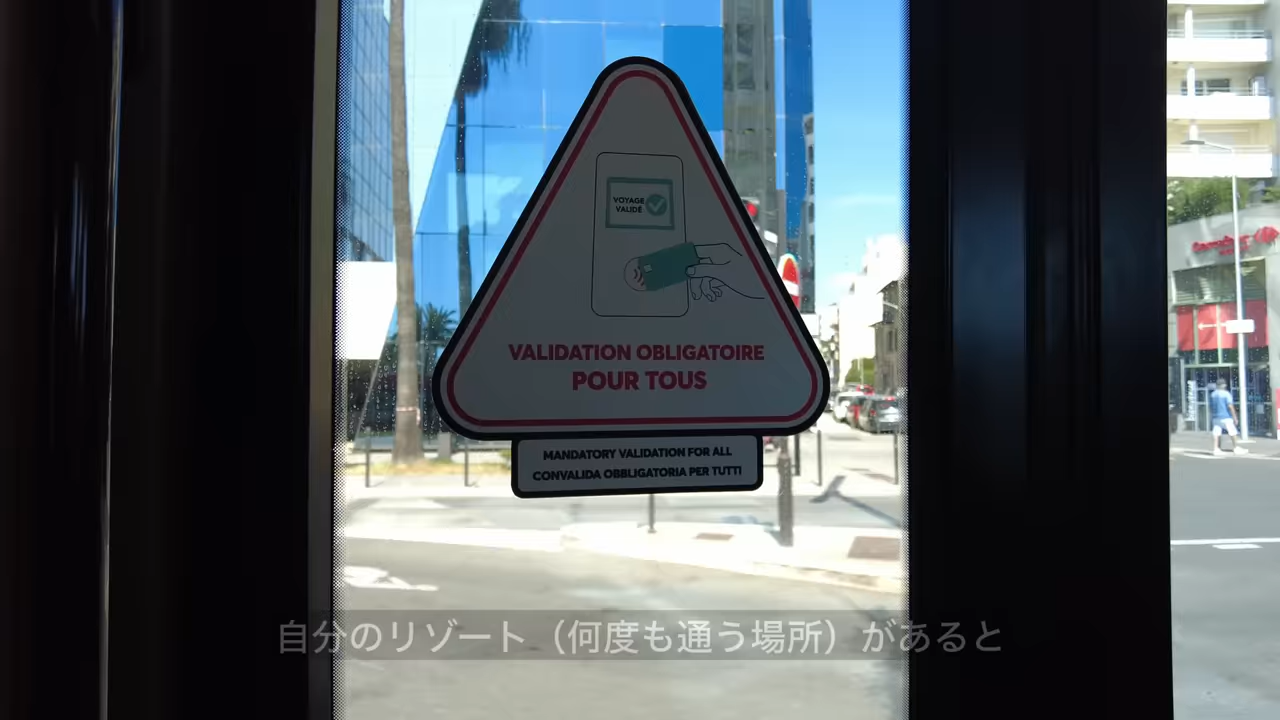 VOYAGE
VALIDÉ
VALIDATION OBLIGATOIRE
POUR TOUS
MANDATORY VALIDATION FOR ALL
CONVALIDA OBBLIGATORIA PER TUTTI
Carrefour
自分のリゾート（何度も通う場所）があると